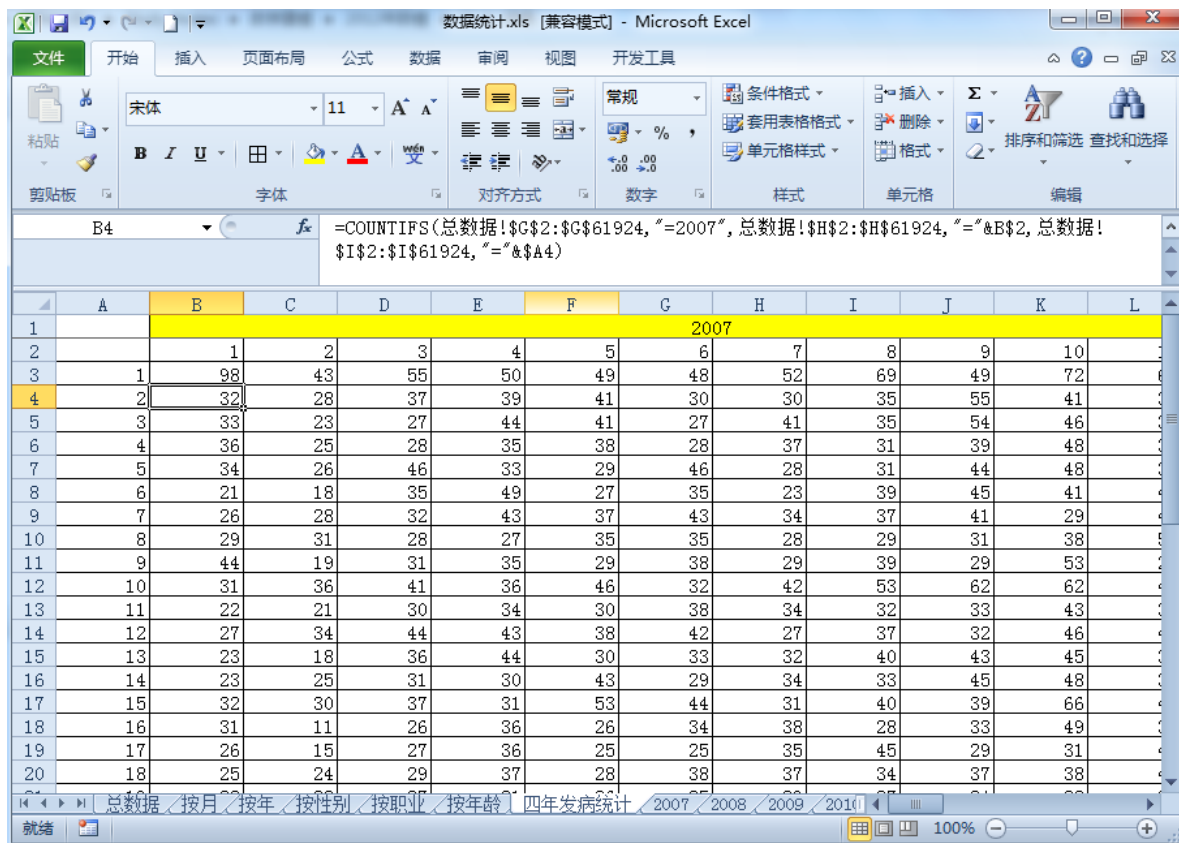 数据统计.xls [兼容模式] - Microsoft Excel
文件 开始 插入 页面布局 公式 数据 审阅 视图 开发工具
宋体 11 常规 条件格式 插入 Σ
粘贴 B I U A wén 变 % , 套用表格格式 删除 排序和筛选 查找和选择
单元格样式 格式
剪贴板 字体 对齐方式 数字 样式 单元格 编辑
B4 fx =COUNTIFS(总数据!$G$2:$G$61924,"=2007",总数据!$H$2:$H$61924,"="&B$2,总数据!
$I$2:$I$61924,"="&$A4)
A B C D E F G H I J K L
1 2007
2 1 2 3 4 5 6 7 8 9 10
3 1 98 43 55 50 49 48 52 69 49 72
4 2 32 28 37 39 41 30 30 35 55 41
5 3 33 23 27 44 41 27 41 35 54 46
6 4 36 25 28 35 38 28 37 31 39 48
7 5 34 26 46 33 29 46 28 31 44 48
8 6 21 18 35 49 27 35 23 39 45 41
9 7 26 28 32 43 37 43 34 37 41 29
10 8 29 31 28 27 35 35 28 29 31 38
11 9 44 19 31 35 29 38 29 39 29 53
12 10 31 36 41 36 46 32 42 53 62 62
13 11 22 21 30 34 30 38 34 32 33 43
14 12 27 34 44 43 38 42 27 37 32 46
15 13 23 18 36 44 30 33 32 40 43 45
16 14 23 25 31 30 43 29 34 33 45 48
17 15 32 30 37 31 53 44 31 40 39 66
18 16 31 11 26 36 26 34 38 28 33 49
19 17 26 15 27 36 25 25 35 45 29 31
20 18 25 24 29 37 28 38 37 34 37 38
总数据 按月 按年 按性别 按职业 按年龄 四年发病统计 2007 2008 2009 201
就绪 100%